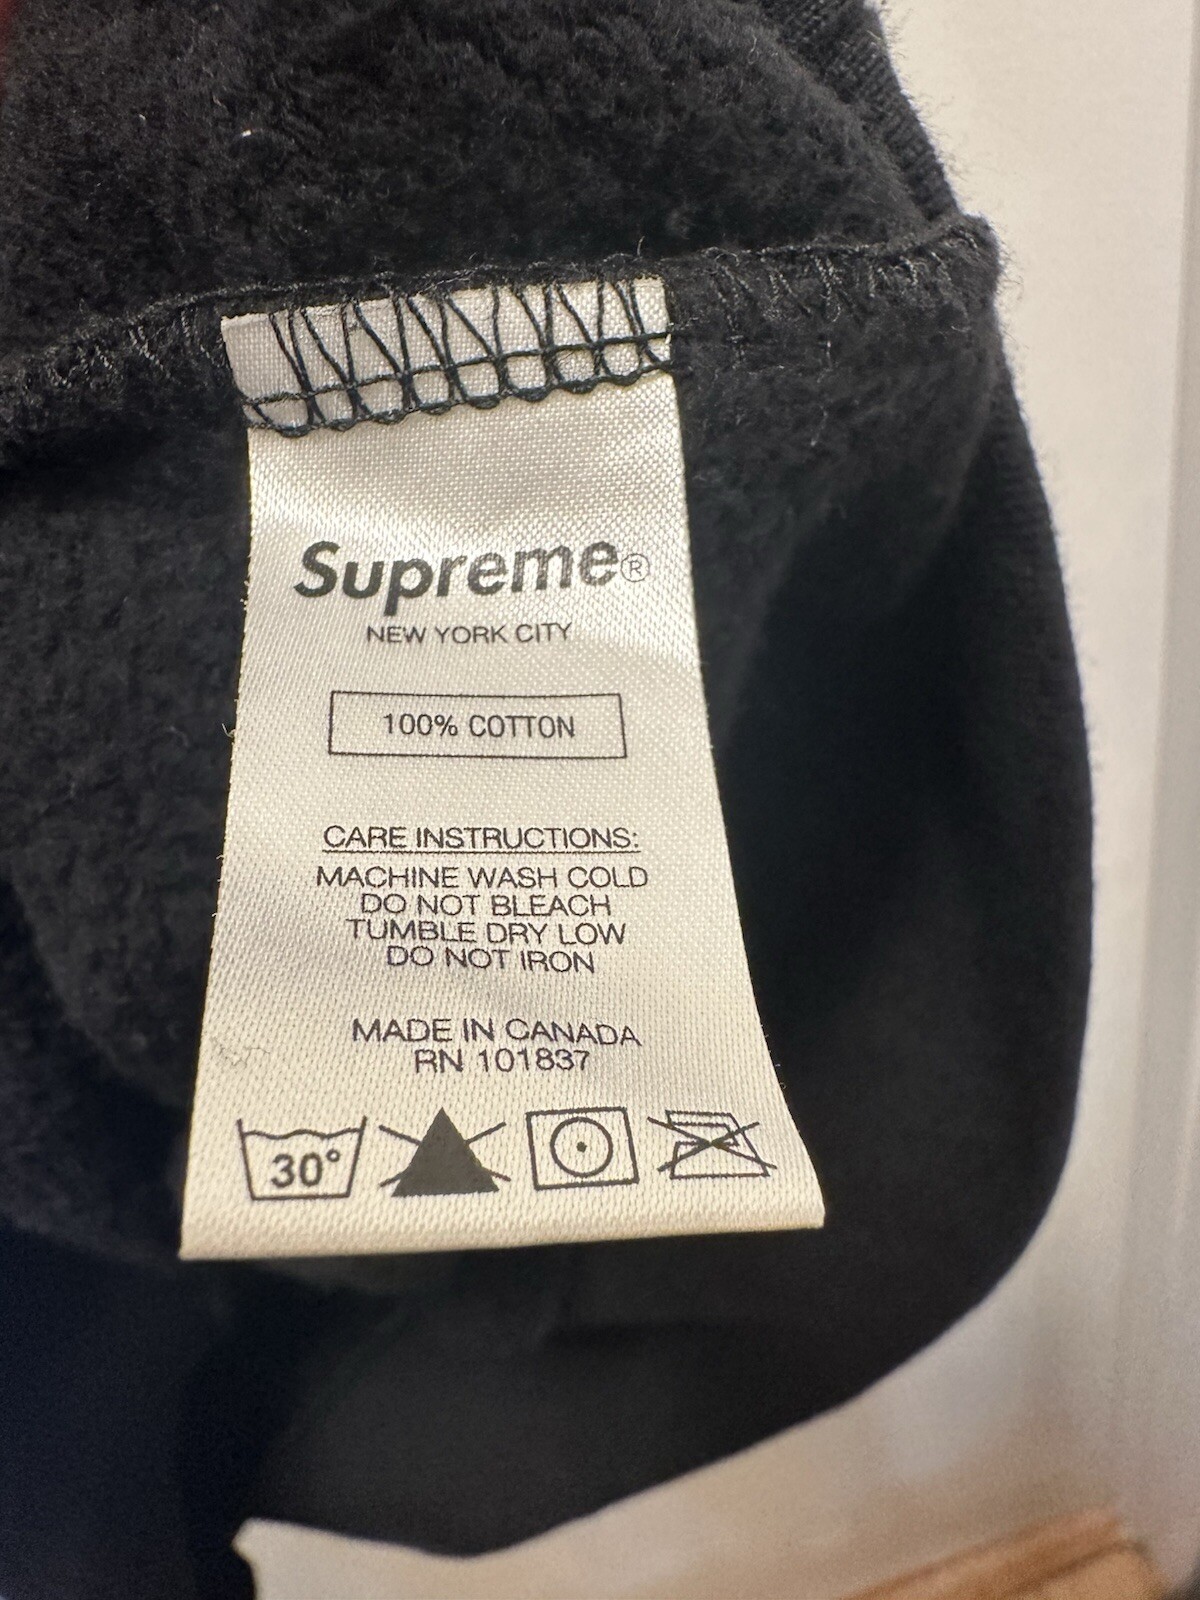 Supreme®
NEW YORK CITY
100% COTTON
CARE INSTRUCTIONS:
MACHINE WASH COLD
DO NOT BLEACH
TUMBLE DRY LOW
DO NOT IRON
MADE IN CANADA
RN 101837
30°